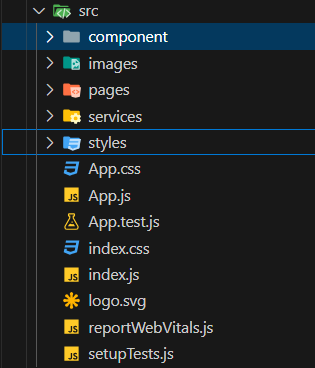 src
component
images
pages
services
styles
App.css
App.js
App.test.js
index.css
index.js
logo.svg
reportWebVitals.js
setupTests.js